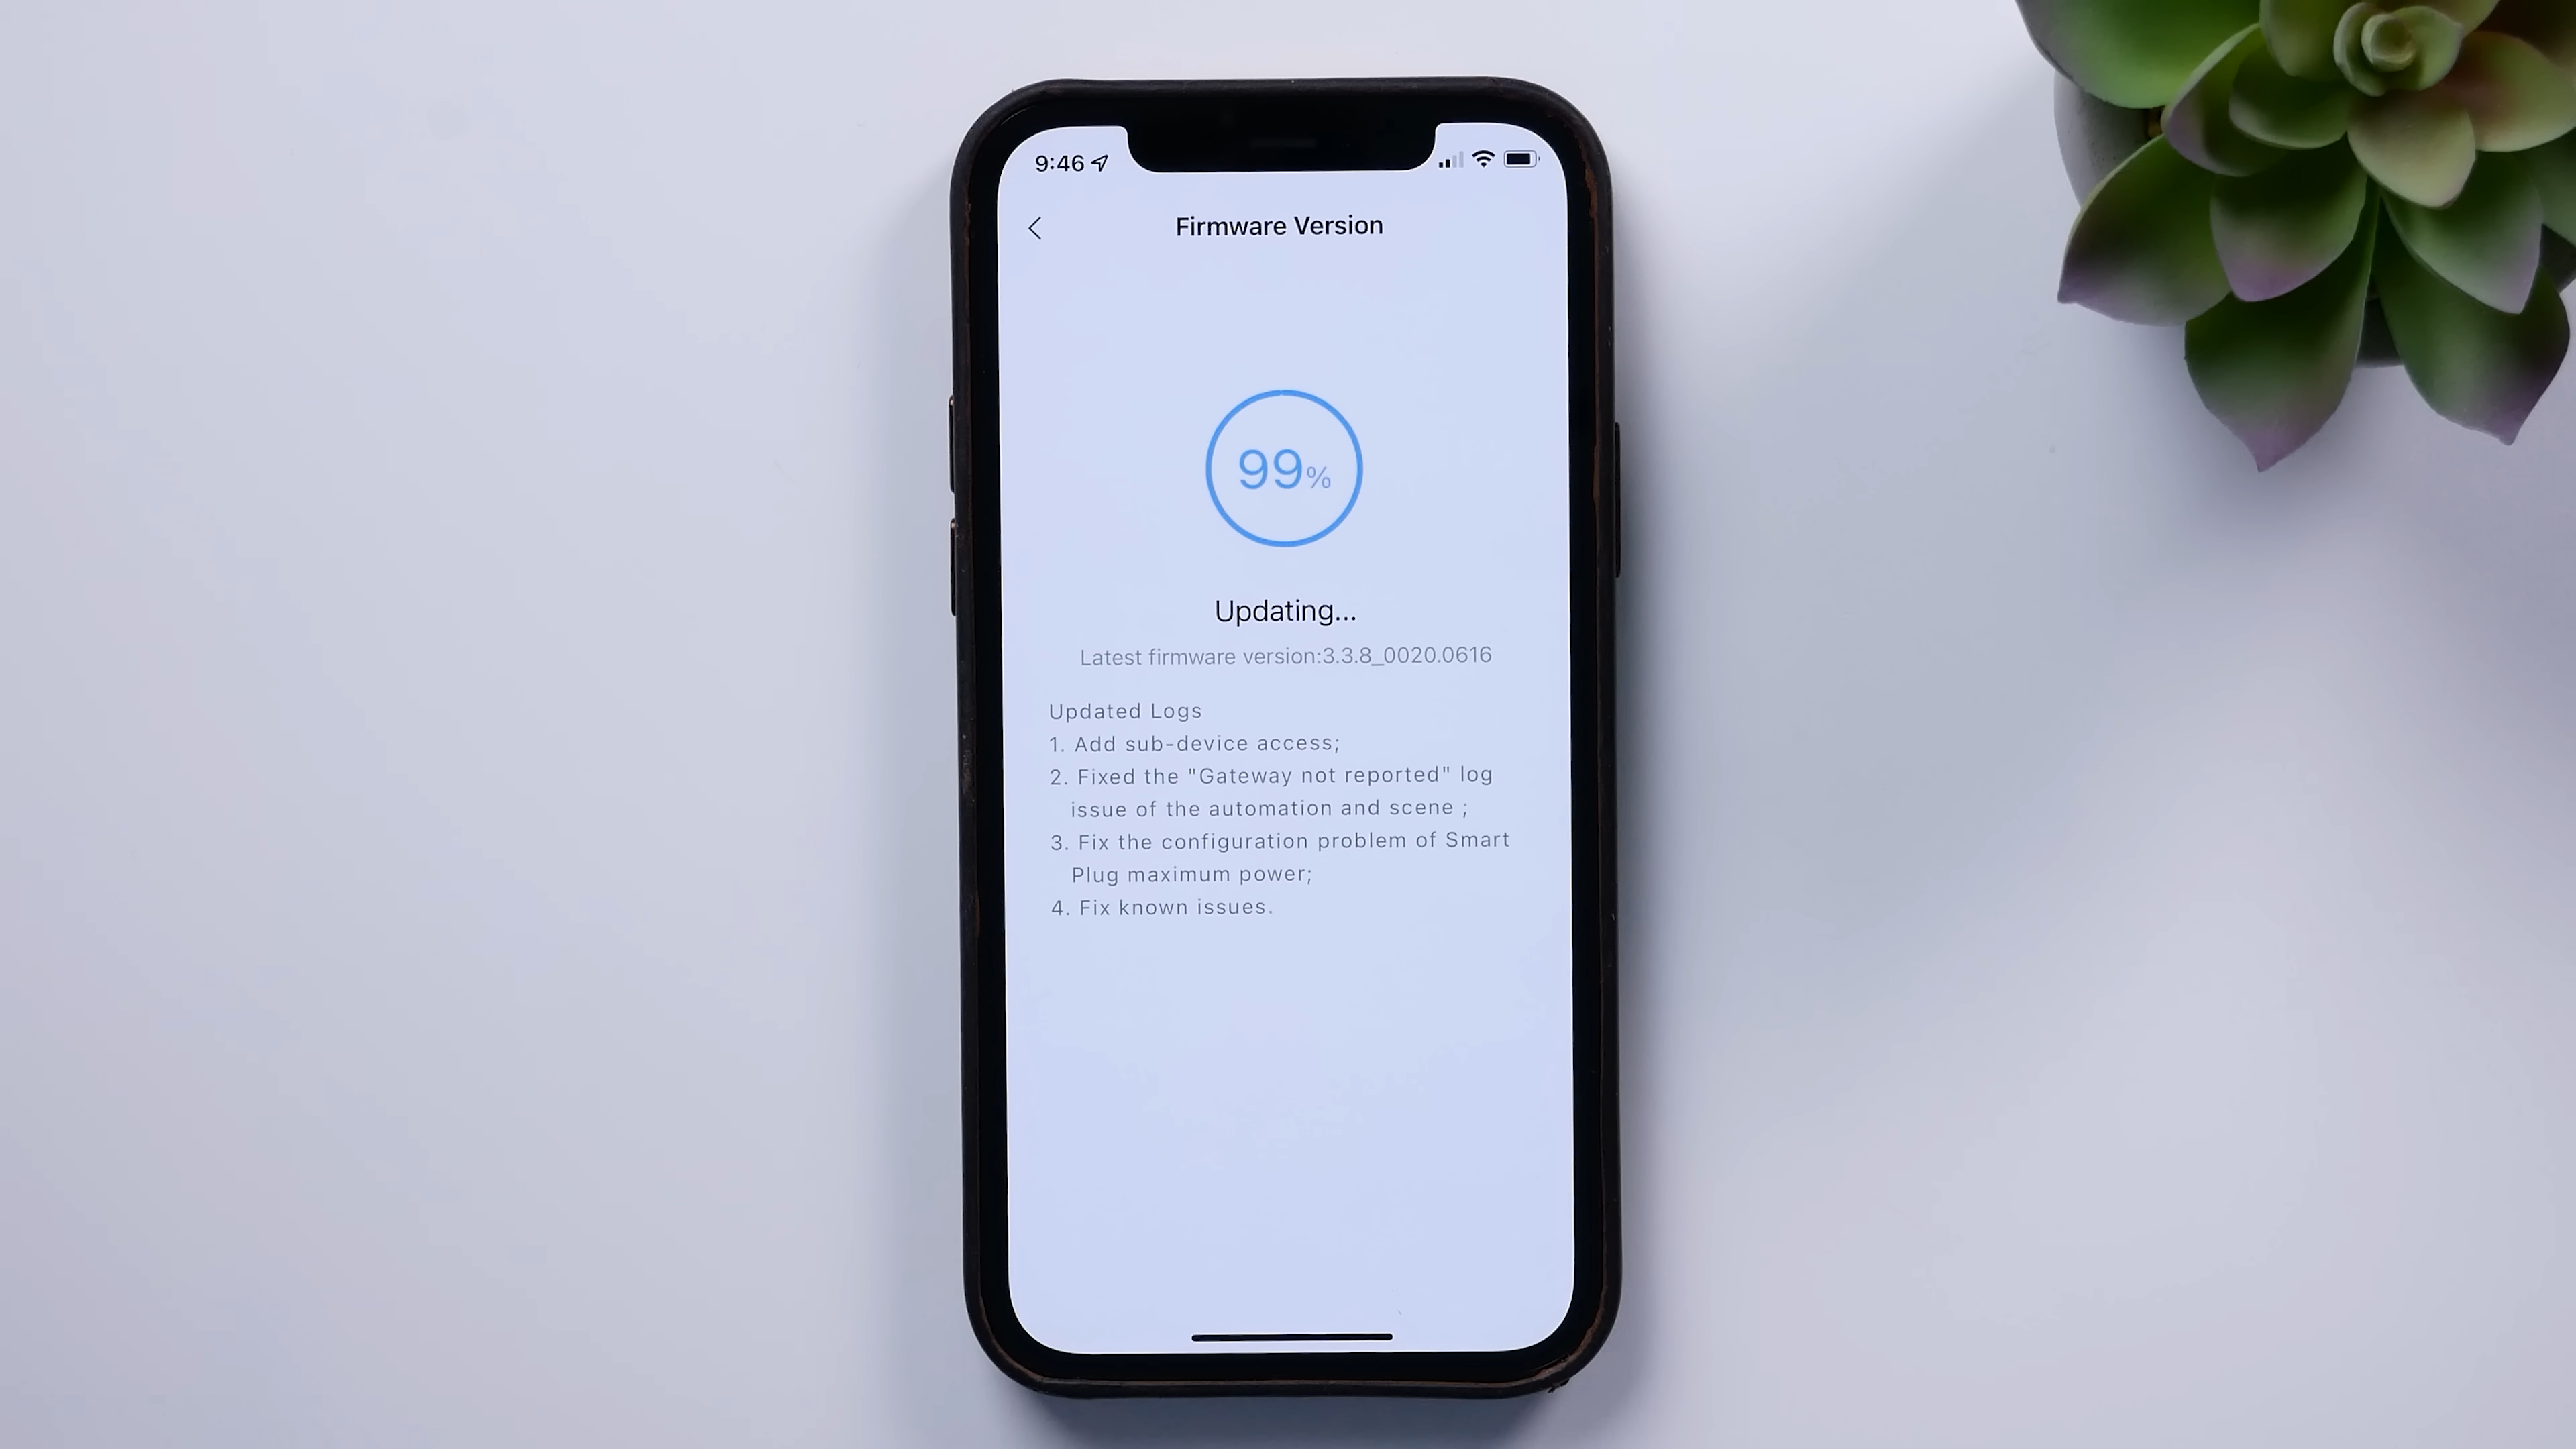 9:46
Firmware Version
99%
Updating...
Latest firmware version:3.3.8_0020.0616
Updated Logs
1. Add sub-device access;
2. Fixed the "Gateway not reported" log
issue of the automation and scene ;
3. Fix the configuration problem of Smart
Plug maximum power;
4. Fix known issues.